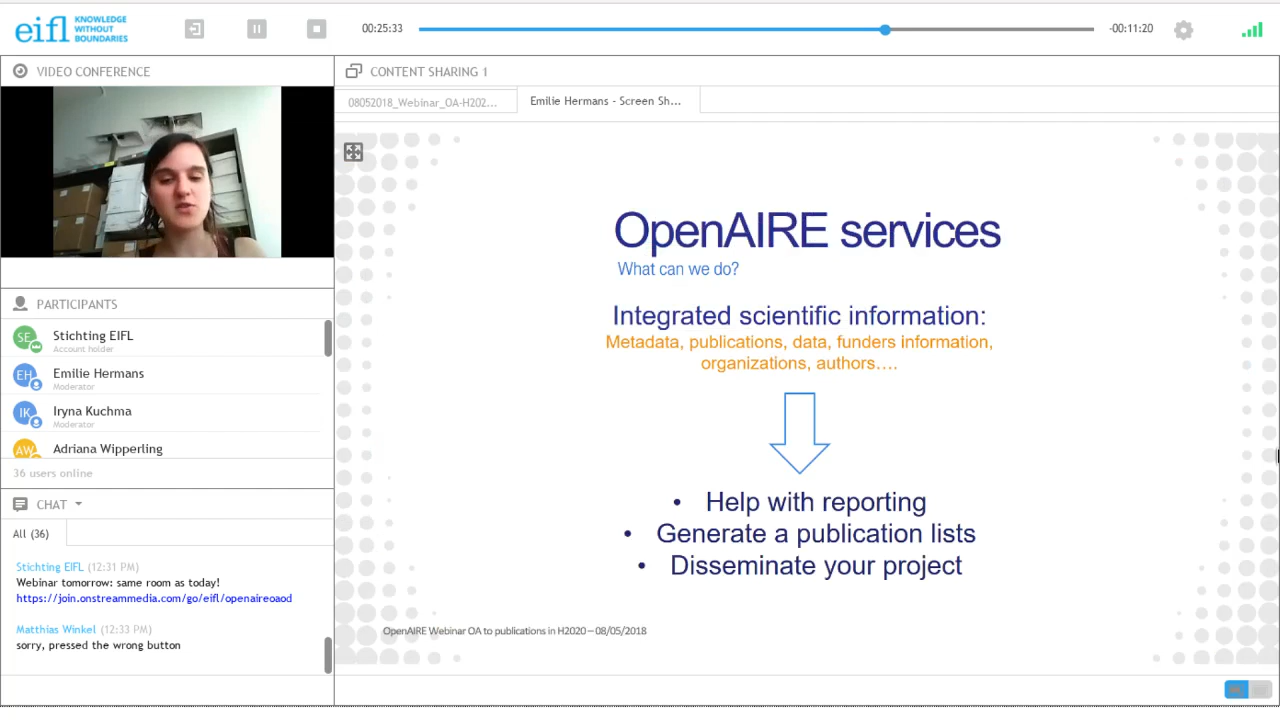 eifl KNOWLEDGE
WITHOUT
BOUNDARIES
00:25:33
-00:11:20
VIDEO CONFERENCE
CONTENT SHARING 1
08052018_Webinar_OA-H202...
Emilie Hermans - Screen Sh...
OpenAIRE services
What can we do?
Integrated scientific information:
Metadata, publications, data, funders information,
organizations, authors....
• Help with reporting
• Generate a publication lists
• Disseminate your project
OpenAIRE Webinar OA to publications in H2020 – 08/05/2018
PARTICIPANTS
SE Stichting EIFL
Account holder
EH Emilie Hermans
Moderator
IK Iryna Kuchma
Moderator
AW Adriana Wipperling
36 users online
CHAT
All (36)
Stichting EIFL (12:31 PM)
Webinar tomorrow: same room as today!
https://join.onstreammedia.com/go/eifl/openaireoaod
Matthias Winkel (12:33 PM)
sorry, pressed the wrong button